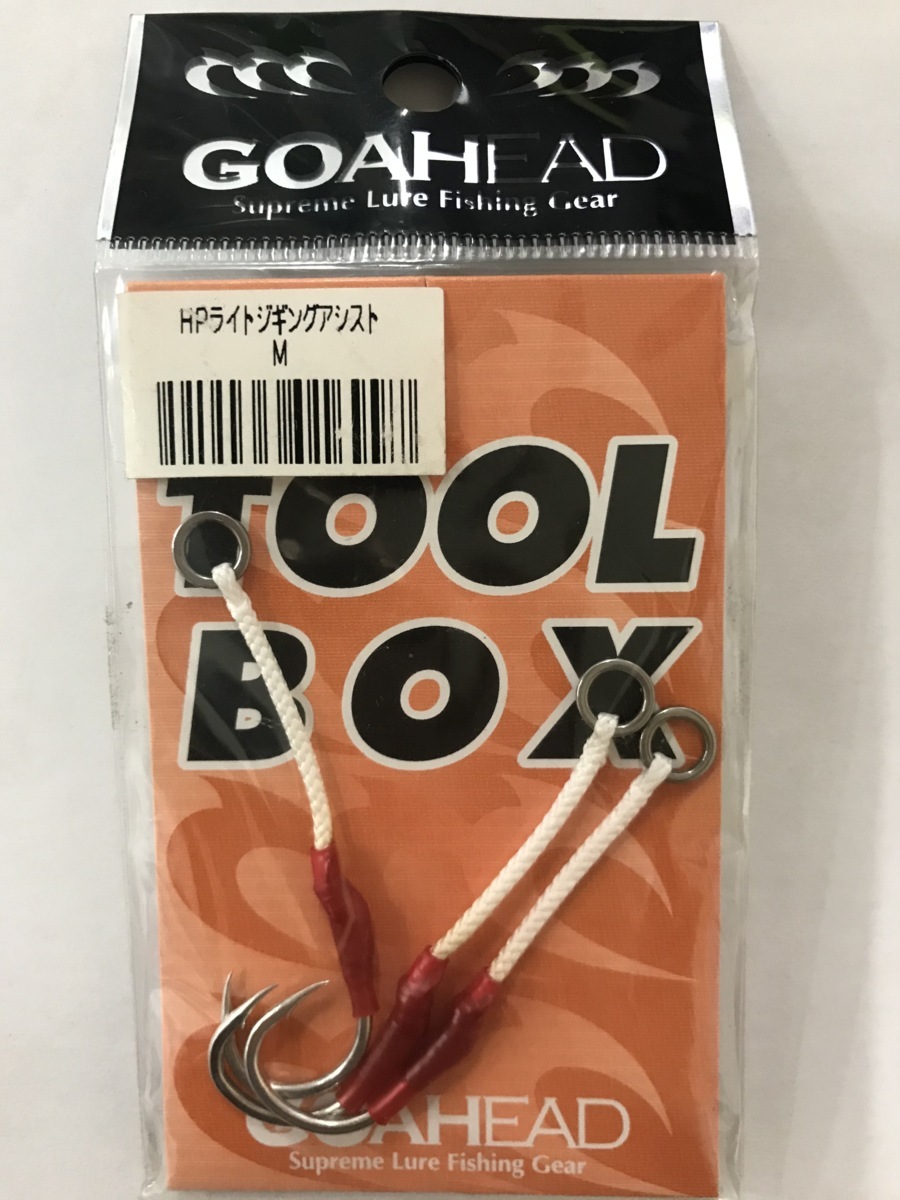 GOAHEAD
Supreme Lure Fishing Gear
HPライトジギングアシスト
M
TOOL
BOX
GOAHEAD
Supreme Lure Fishing Gear